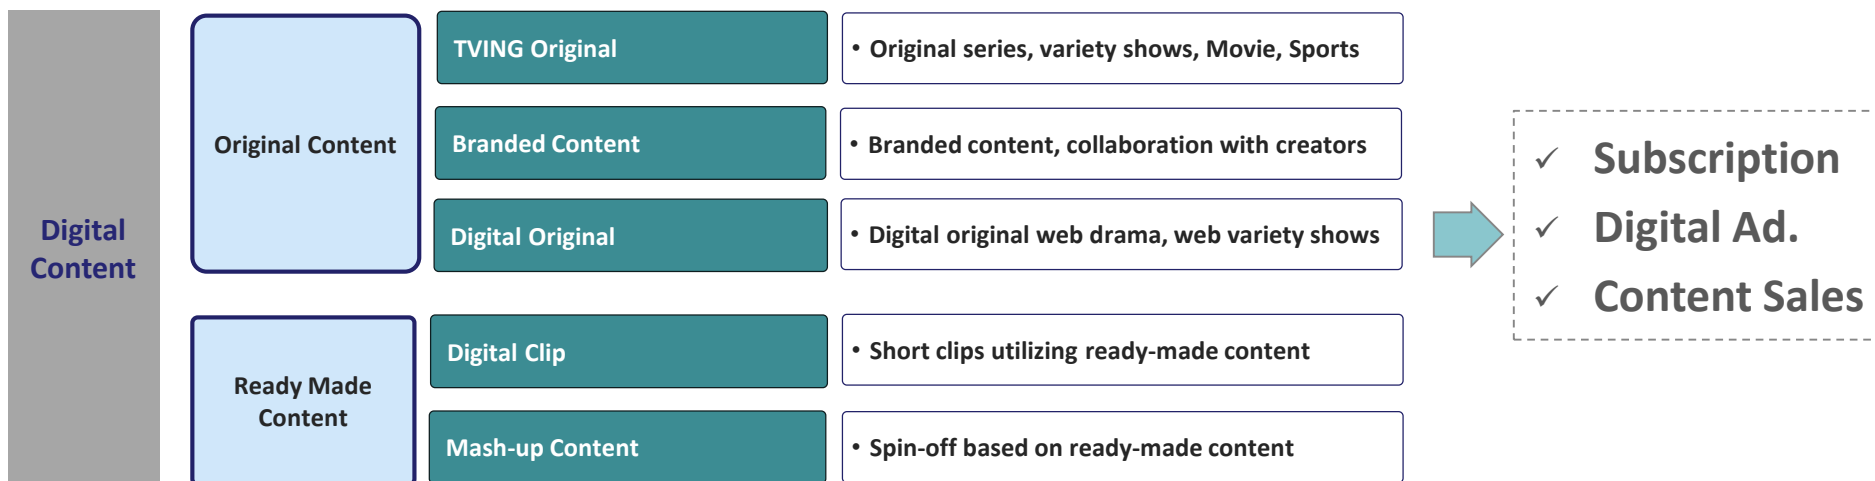 Digital
Content
Original Content
TVING Original
• Original series, variety shows, Movie, Sports
Branded Content
• Branded content, collaboration with creators
Digital Original
• Digital original web drama, web variety shows
Ready Made
Content
Digital Clip
• Short clips utilizing ready-made content
Mash-up Content
• Spin-off based on ready-made content
✓ Subscription
✓ Digital Ad.
✓ Content Sales